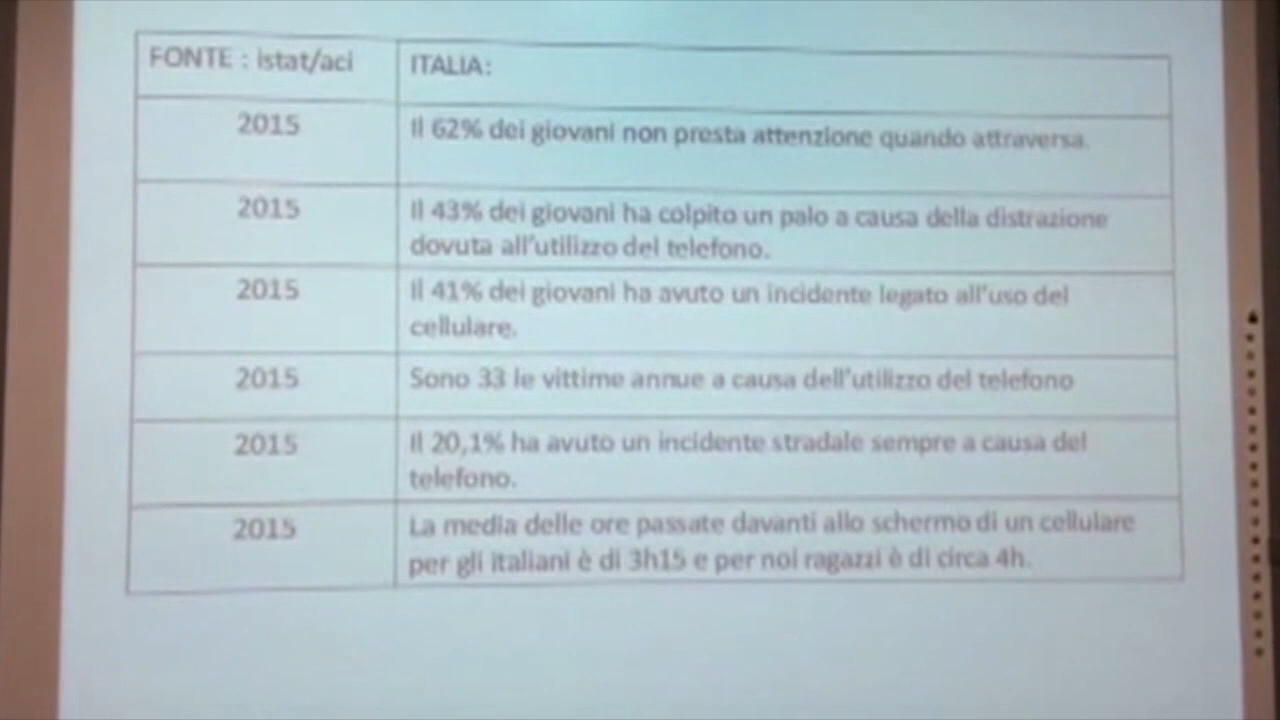 FONTE : istat/aci
ITALIA:
2015
Il 62% dei giovani non presta attenzione quando attraversa.
2015
Il 43% dei giovani ha colpito un palo a causa della distrazione
dovuta all'utilizzo del telefono.
2015
Il 41% dei giovani ha avuto un incidente legato all'uso del
cellulare.
2015
Sono 33 le vittime annue a causa dell'utilizzo del telefono
2015
Il 20,1% ha avuto un incidente stradale sempre a causa del
telefono.
2015
La media delle ore passate davanti allo schermo di un cellulare
per gli italiani è di 3h15 e per noi ragazzi è di circa 4h.